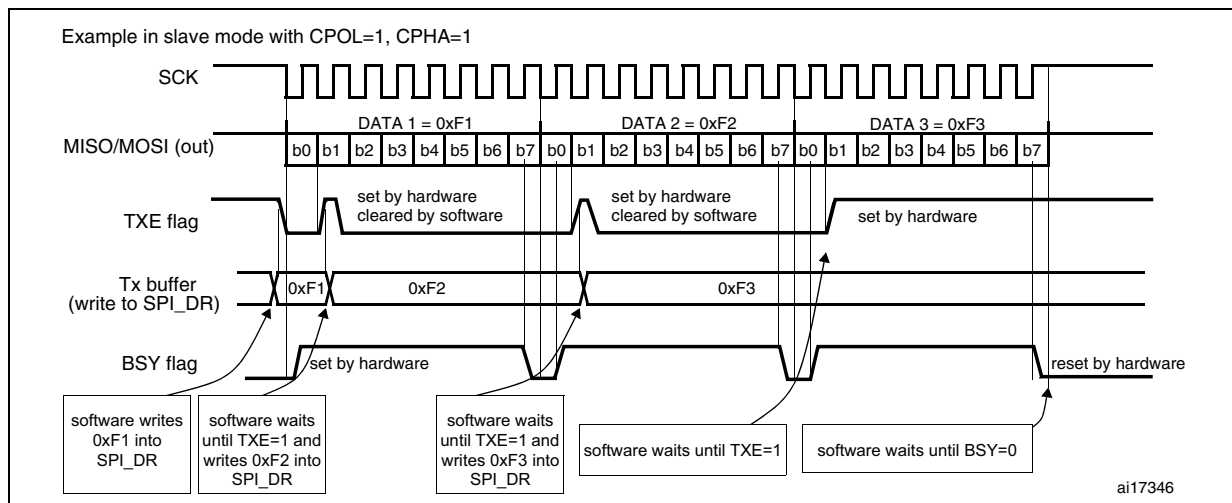 Example in slave mode with CPOL=1, CPHA=1
SCK
DATA 1 = 0xF1
DATA 2 = 0xF2
DATA 3 = 0xF3
MISO/MOSI (out)
b0 b1 b2 b3 b4 b5 b6 b7 b0 b1 b2 b3 b4 b5 b6 b7 b0 b1 b2 b3 b4 b5 b6 b7
TXE flag
set by hardware
cleared by software
set by hardware
cleared by software
set by hardware
Tx buffer
(write to SPI_DR)
0xF1
0xF2
0xF3
BSY flag
set by hardware
reset by hardware
software writes
0xF1 into
SPI_DR
software waits
until TXE=1 and
writes 0xF2 into
SPI_DR
software waits
until TXE=1 and
writes 0xF3 into
SPI_DR
software waits until TXE=1
software waits until BSY=0
ai17346